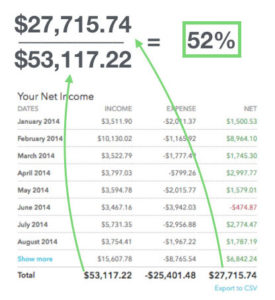 $27,715.74
$53,117.22
=
52%
Your Net Income
DATES INCOME EXPENSE NET
January 2014 $3,511.90 -$2,011.37 $1,500.53
February 2014 $10,130.02 -$1,165.92 $8,964.10
March 2014 $3,522.79 -$1,777.49 $1,745.30
April 2014 $3,797.03 -$799.26 $2,997.77
May 2014 $3,594.78 -$2,015.77 $1,579.01
June 2014 $3,467.16 -$3,942.03 -$474.87
July 2014 $5,731.35 -$2,956.88 $2,774.47
August 2014 $3,754.41 -$1,967.22 $1,787.19
Show more $15,607.78 -$8,765.54 $6,842.24
Total $53,117.22 -$25,401.48 $27,715.74
Export to CSV